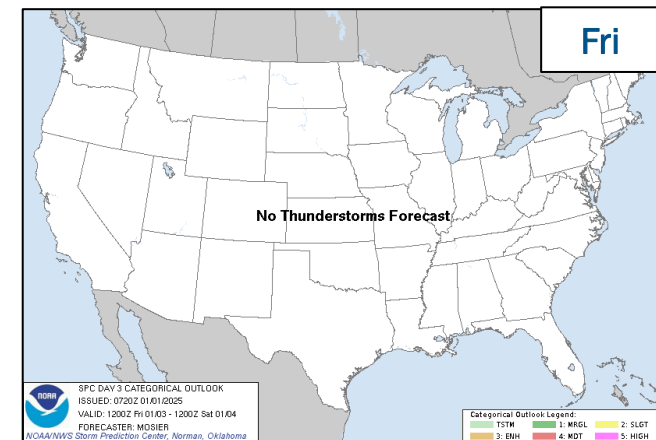 Fri
No Thunderstorms Forecast
NOAA
SPC DAY 3 CATEGORICAL OUTLOOK
ISSUED: 0720Z 01/01/2025
VALID: 1200Z Fri 01/03 - 1200Z Sat 01/04
FORECASTER: MOSIER
NOAA/NWS Storm Prediction Center, Norman, Oklahoma
Categorical Outlook Legend:
TSTM 1: MRGL 2: SLGT
3: ENH 4: MDT 5: HIGH